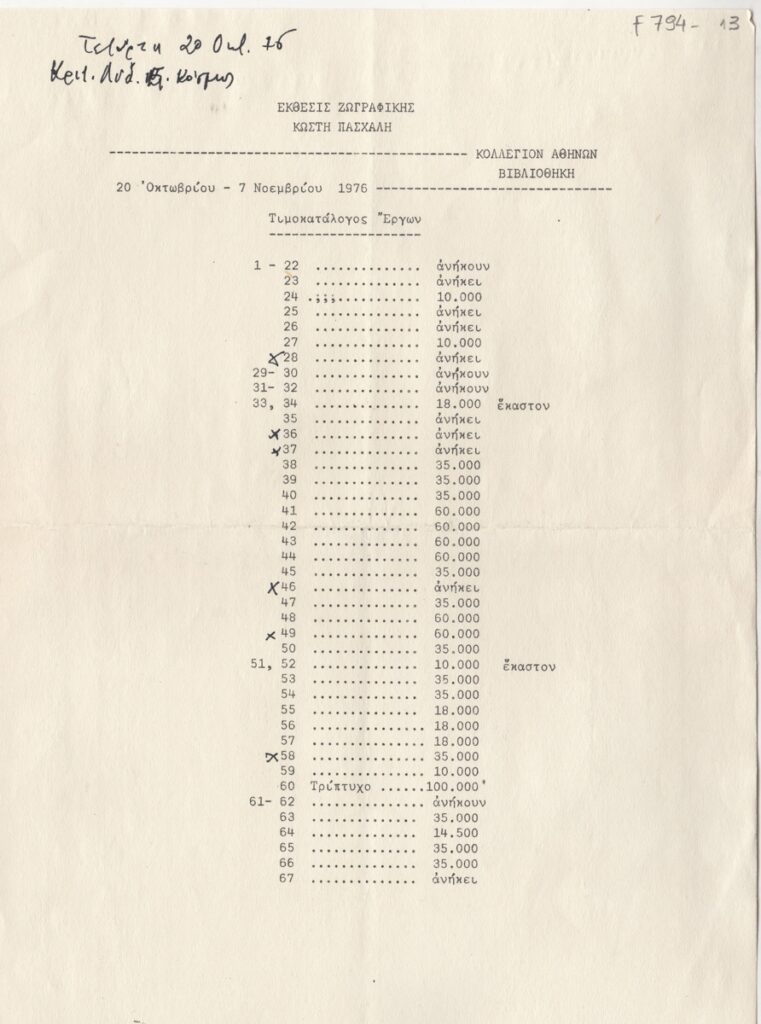 F 794 - 13
Τετάρτη 20 Οκτ. 76
Κριτ.
ΕΚΘΕΣΙΣ ΖΩΓΡΑΦΙΚΗΣ
ΚΩΣΤΗ ΠΑΣΧΑΛΗ
---------------------------------------------- ΚΟΛΛΕΓΙΟΝ ΑΘΗΝΩΝ
ΒΙΒΛΙΟΘΗΚΗ
20 Ὀκτωβρίου - 7 Νοεμβρίου 1976 ------------------------------
Τιμοκατάλογος Ἔργων
--------------------
1 - 22 .............. ἀνήκουν
23 .............. ἀνήκει
24 .;;;........... 10.000
25 .............. ἀνήκει
26 .............. ἀνήκει
27 .............. 10.000
x 28 .............. ἀνήκει
29- 30 .............. ἀνήκουν
31- 32 .............. ἀνήκουν
33, 34 .............. 18.000 ἕκαστον
35 .............. ἀνήκει
x 36 .............. ἀνήκει
x 37 .............. ἀνήκει
38 .............. 35.000
39 .............. 35.000
40 .............. 35.000
41 .............. 60.000
42 .............. 60.000
43 .............. 60.000
44 .............. 60.000
45 .............. 35.000
x 46 .............. ἀνήκει
47 .............. 35.000
48 .............. 60.000
x 49 .............. 60.000
50 .............. 35.000
51, 52 .............. 10.000 ἕκαστον
53 .............. 35.000
54 .............. 35.000
55 .............. 18.000
56 ............... 18.000
57 ............... 18.000
x 58 .............. 35.000
59 ............... 10.000
60 Τρίπτυχο ......100.000'
61- 62 ............... ἀνήκουν
63 .............. 35.000
64 .............. 14.500
65 .............. 35.000
66 .............. 35.000
67 .............. ἀνήκει